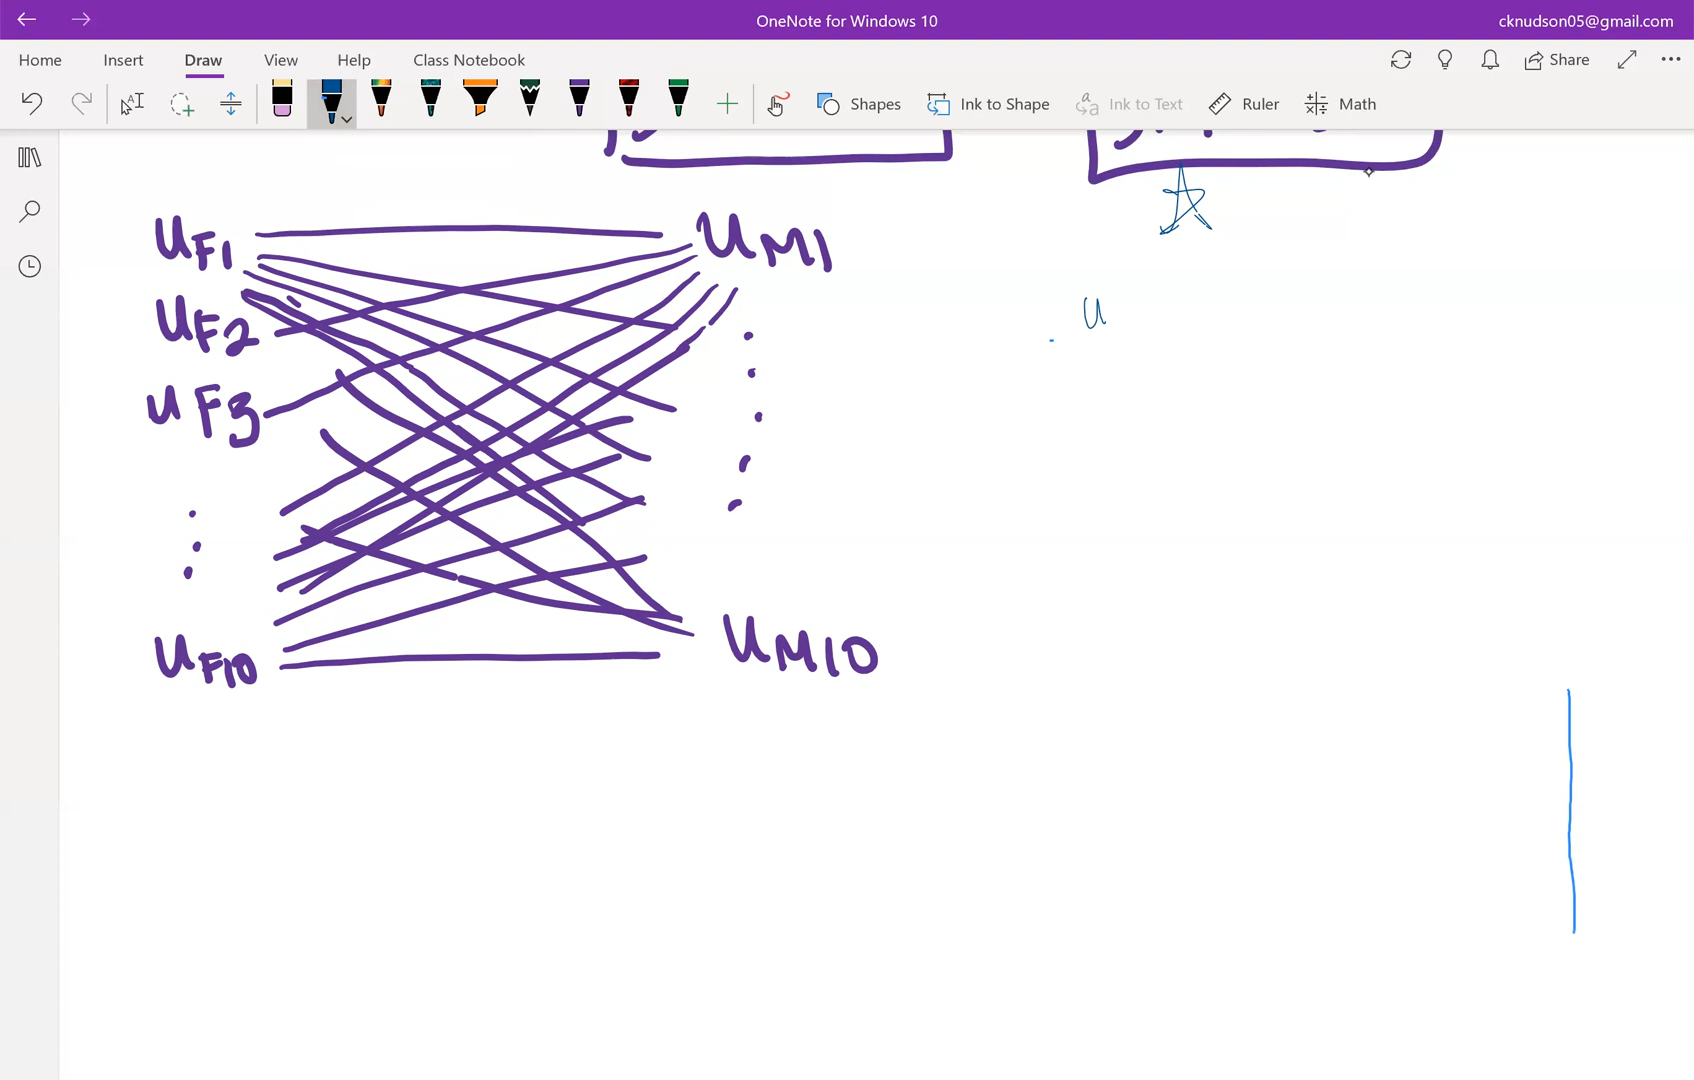 OneNote for Windows 10
cknudson05@gmail.com
Home Insert Draw View Help Class Notebook
Share
Shapes Ink to Shape Ink to Text Ruler Math
UF1 UM1
UF2
UF3
UF10 UM10
u